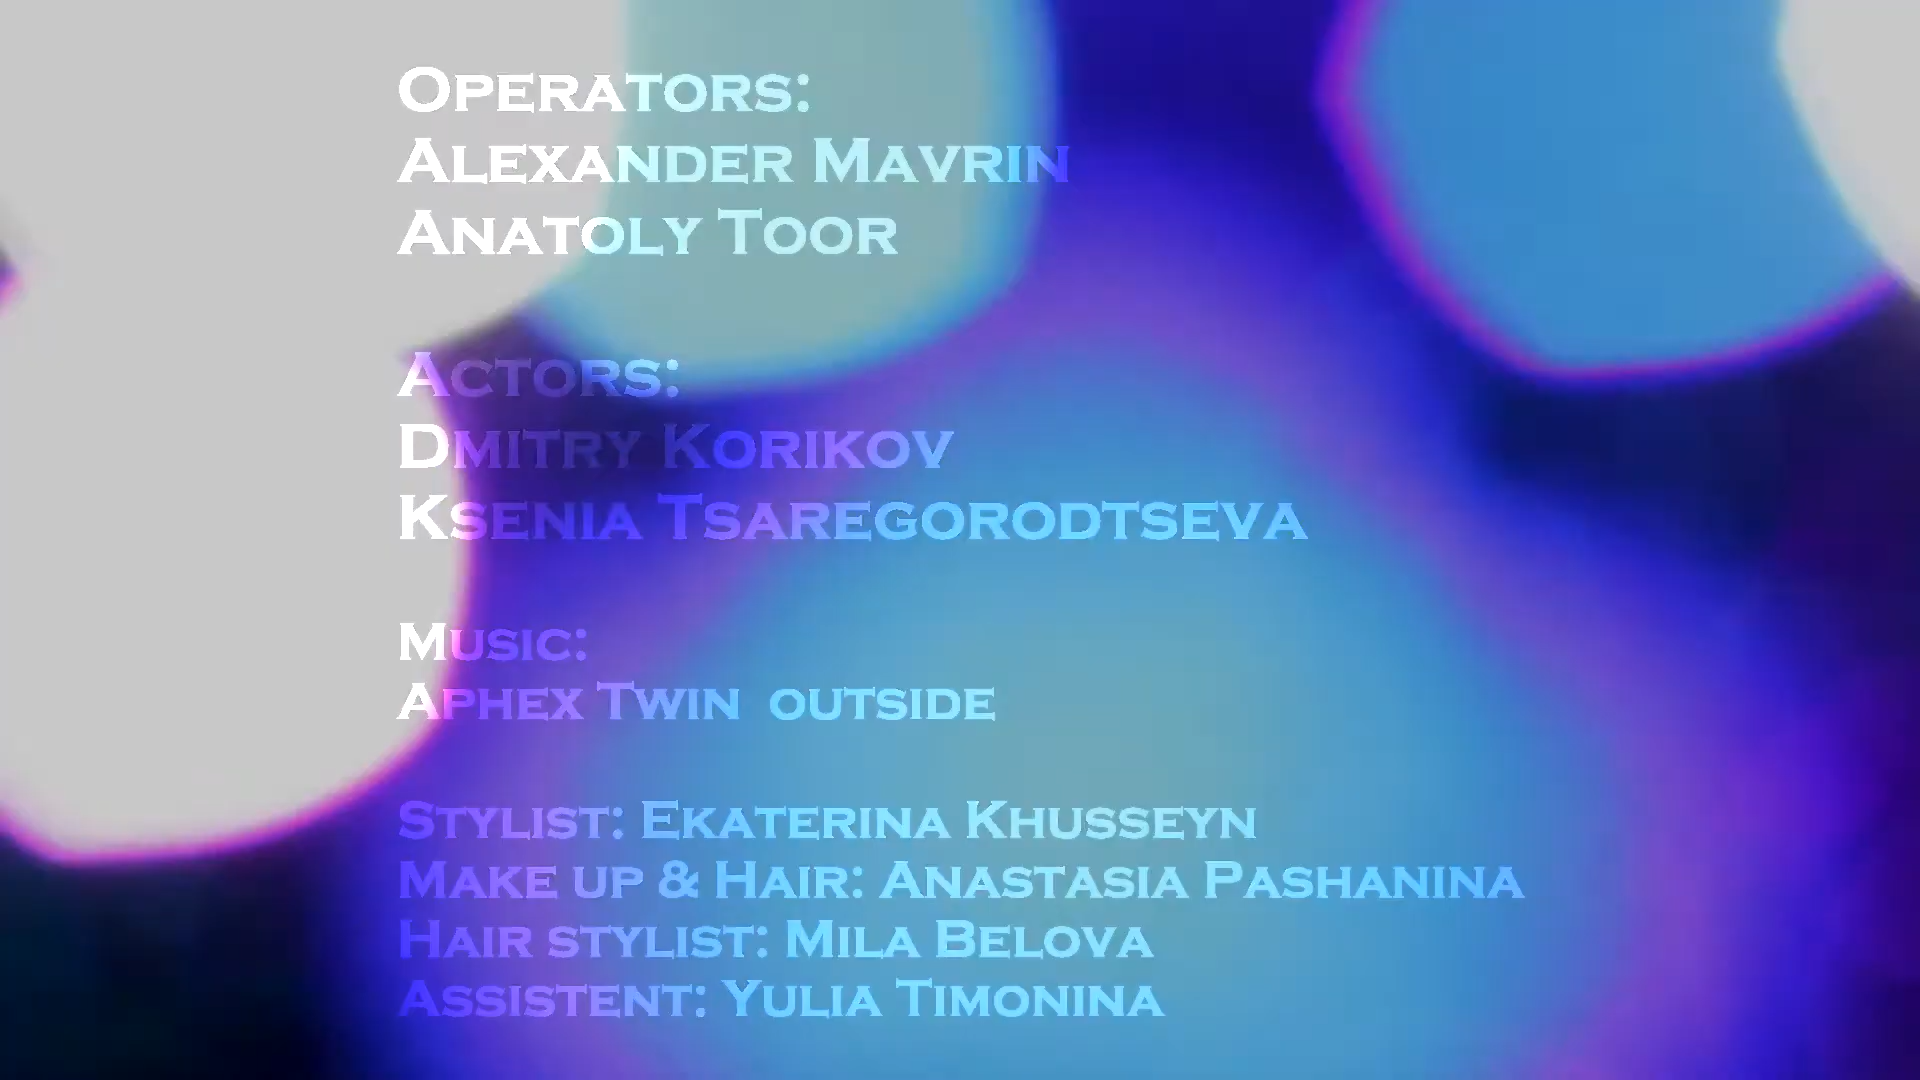 Operators:
Alexander Mavrin
Anatoly Toor
Actors:
Dmitry Korikov
Ksenia Tsaregorodtseva
Music:
Aphex Twin outside
Stylist: Ekaterina Khusseyn
Make up & Hair: Anastasia Pashanina
Hair stylist: Mila Belova
Assistent: Yulia Timonina